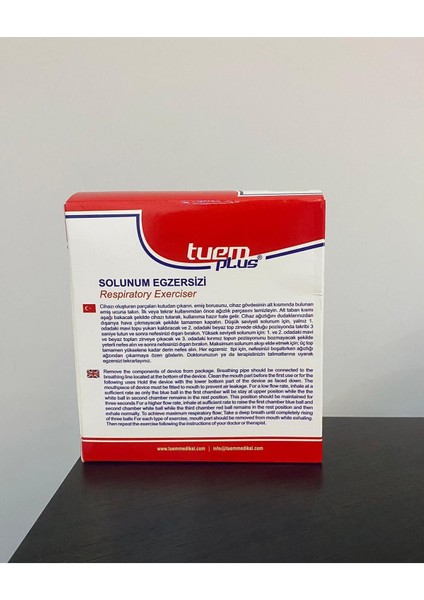 tuem
PLUS®
SOLUNUM EGZERSİZİ
Respiratory Exerciser
Cihazı oluşturan parçaları kutudan çıkarın, emiş borusunu, cihaz gövdesinin alt kısmında bulunan
emiş ucuna takın. İlk veya tekrar kullanımdan önce ağızlık parçasını temizleyin. Alt taban kısmı
aşağı bakacak şekilde cihazı tutarak, kullanıma hazır hale getir. Cihaz ağızlığını dudaklarınızdan
dışarıya hava çıkmayacak şekilde tamamen kapatın. Düşük seviyeli solunum için, yalnız 1.
odadaki mavi topu yukarı kaldıracak ve 2. odadaki beyaz top zirvede olduğu pozisyonda takribi 3
saniye tutun ve sonra nefesinizi dışarı bırakın. Yüksek seviyeli solunum için: 1. ve 2. odadaki mavi
ve beyaz topları zirveye çıkacak ve 3. odadaki kırmızı topun pozisyonunu bozmayacak şekilde
nefes alın ve sonra nefesinizi dışarı bırakın. Maksimum solunum akışı elde etmek için; üç top
tamamen yükselene kadar derin nefes alın. Her egzersiz tipi için, nefesinizi boşaltırken ağızlığı
ağzından çıkarmaya özen gösterin. Doktorunuzun ya da terapistinizin talimatlarına uyarak
egzersizi tekrarlayınız.
Remove the components of device from package. Breathing pipe should be connected to the
breathing line located at the bottom of the device. Clean the mouth part before the first use or for the
following uses Hold the device with the lower bottom part of the device as faced down. The
mouthpiece of device must be fitted to mouth to prevent air leakage. For a low flow rate, inhale at a
sufficient rate as only the first chamber blue ball will be stay at upper position while the the
white ball in second chamber remains in the rest position. This position should be maintained for
three seconds For a higher flow rate, inhale at sufficient rate to raise the first chamber blue ball and
second chamber white ball while the third chamber red ball remains in the rest position and then
exhale normally. To achieve maximum respiratory flow; Take a deep breath until completely rising
of three balls For each type of exercise, mouth part should be removed from mouth while exhaling.
Then repeat the exercise following the instructions of your doctor or therapist.
www.tuemmedikal.com | info@tuemmedikal.com